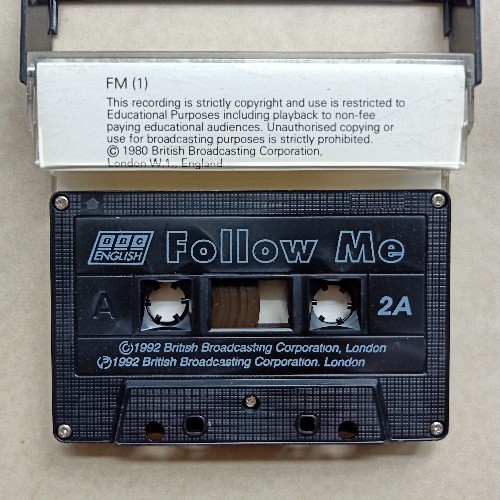 FM (1)
This recording is strictly copyright and use is restricted to
Educational Purposes including playback to non-fee
paying educational audiences. Unauthorised copying or
use for broadcasting purposes is strictly prohibited.
© 1980 British Broadcasting Corporation,
London W.1., England
BBC
ENGLISH
Follow Me
A
2A
©1992 British Broadcasting Corporation, London
℗1992 British Broadcasting Corporation. London